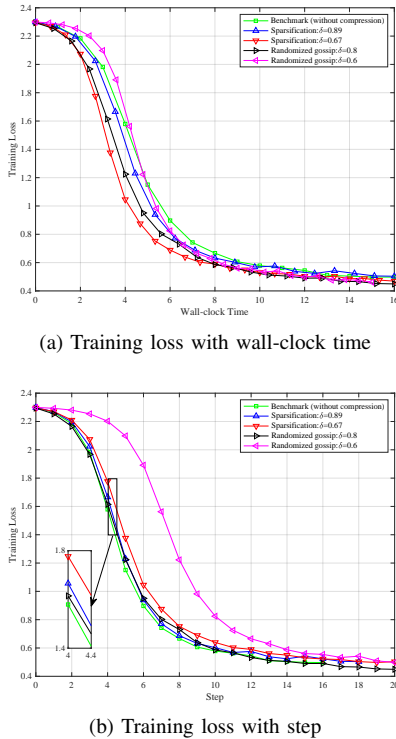 2.4
2.2
2
1.8
1.6
1.4
1.2
1
0.8
0.6
0.4
Training Loss
Benchmark (without compression)
Sparsification:δ=0.89
Sparsification:δ=0.67
Randomized gossip:δ=0.8
Randomized gossip:δ=0.6
0 2 4 6 8 10 12 14 16
Wall-clock Time
(a) Training loss with wall-clock time
2.4
2.2
2
1.8
1.6
1.4
1.2
1
0.8
0.6
0.4
Training Loss
Benchmark (without compression)
Sparsification:δ=0.89
Sparsification:δ=0.67
Randomized gossip:δ=0.8
Randomized gossip:δ=0.6
1.8
1.4
4 4.4
0 2 4 6 8 10 12 14 16 18 20
Step
(b) Training loss with step